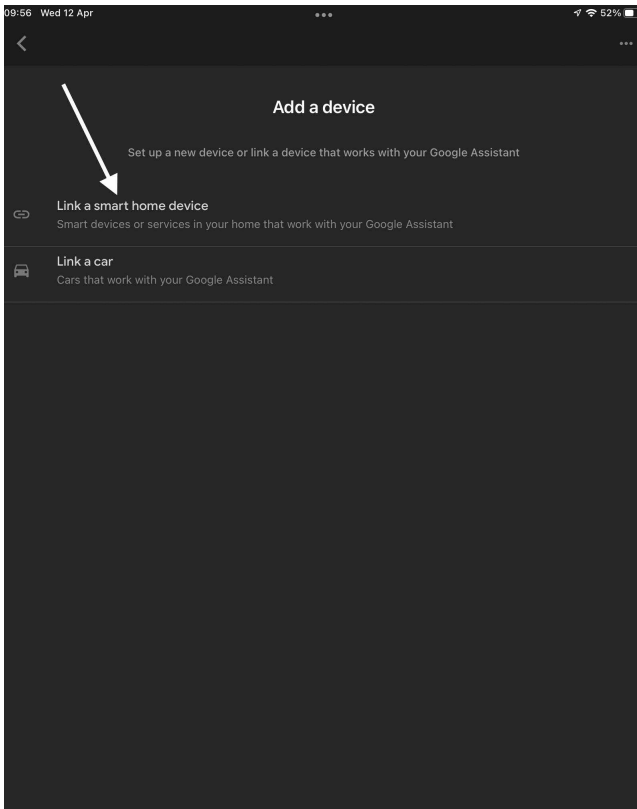 09:56 Wed 12 Apr
52%
Add a device
Set up a new device or link a device that works with your Google Assistant
Link a smart home device
Smart devices or services in your home that work with your Google Assistant
Link a car
Cars that work with your Google Assistant